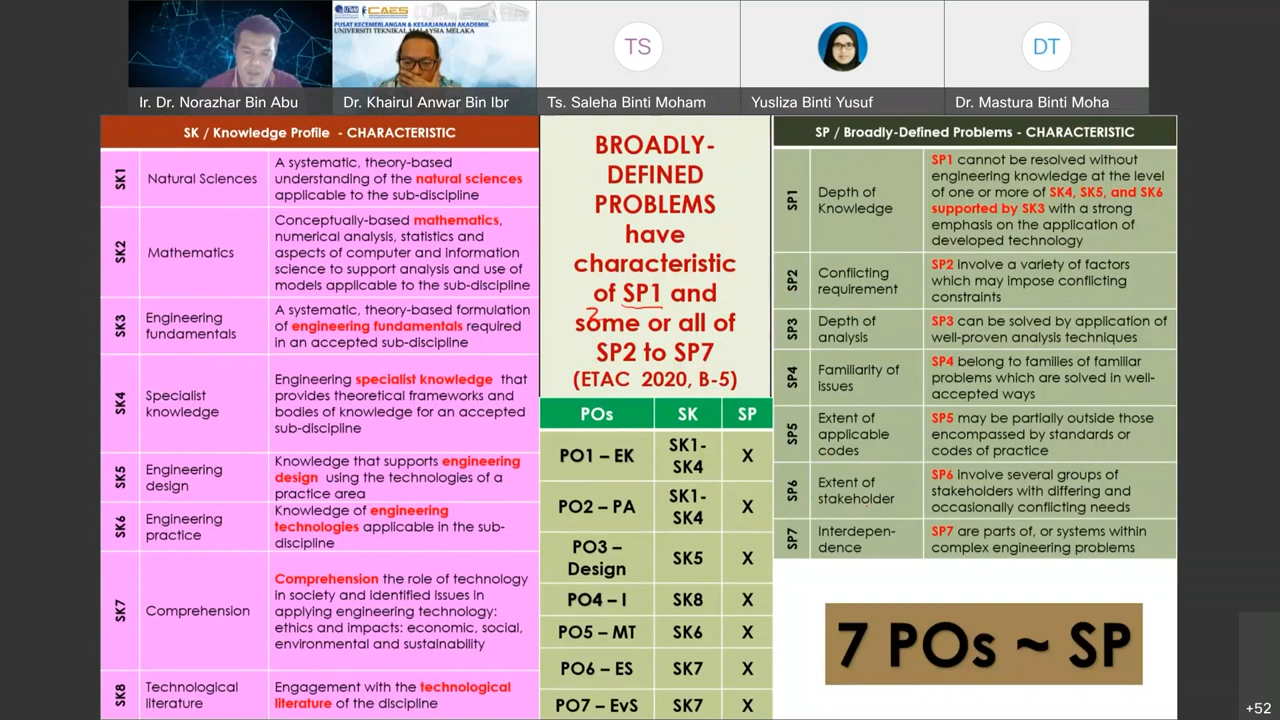 UTeM CAES
PUSAT KECEMERLANGAN & KESARJANAAN AKADEMIK
UNIVERSITI TEKNIKAL MALAYSIA MELAKA
TS
DT
Ir. Dr. Norazhar Bin Abu
Dr. Khairul Anwar Bin Ibr
Ts. Saleha Binti Moham
Yusliza Binti Yusuf
Dr. Mastura Binti Moha
SK / Knowledge Profile - CHARACTERISTIC
SK1
Natural Sciences
A systematic, theory-based
understanding of the natural sciences
applicable to the sub-discipline
SK2
Mathematics
Conceptually-based mathematics,
numerical analysis, statistics and
aspects of computer and information
science to support analysis and use of
models applicable to the sub-discipline
SK3
Engineering
fundamentals
A systematic, theory-based formulation
of engineering fundamentals required
in an accepted sub-discipline
SK4
Specialist
knowledge
Engineering specialist knowledge that
provides theoretical frameworks and
bodies of knowledge for an accepted
sub-discipline
SK5
Engineering
design
Knowledge that supports engineering
design using the technologies of a
practice area
SK6
Engineering
practice
Knowledge of engineering
technologies applicable in the sub-
discipline
SK7
Comprehension
Comprehension the role of technology
in society and identified issues in
applying engineering technology:
ethics and impacts: economic, social,
environmental and sustainability
SK8
Technological
literature
Engagement with the technological
literature of the discipline
BROADLY-
DEFINED
PROBLEMS
have
characteristic
of SP1 and
some or all of
SP2 to SP7
(ETAC 2020, B-5)
POs SK SP
PO1 – EK SK1-SK4 X
PO2 – PA SK1-SK4 X
PO3 – Design SK5 X
PO4 – I SK8 X
PO5 – MT SK6 X
PO6 – ES SK7 X
PO7 – EvS SK7 X
SP / Broadly-Defined Problems - CHARACTERISTIC
SP1
Depth of
Knowledge
SP1 cannot be resolved without
engineering knowledge at the level
of one or more of SK4, SK5, and SK6
supported by SK3 with a strong
emphasis on the application of
developed technology
SP2
Conflicting
requirement
SP2 involve a variety of factors
which may impose conflicting
constraints
SP3
Depth of
analysis
SP3 can be solved by application of
well-proven analysis techniques
SP4
Familiarity of
issues
SP4 belong to families of familiar
problems which are solved in well-
accepted ways
SP5
Extent of
applicable
codes
SP5 may be partially outside those
encompassed by standards or
codes of practice
SP6
Extent of
stakeholder
SP6 involve several groups of
stakeholders with differing and
occasionally conflicting needs
SP7
Interdepen-
dence
SP7 are parts of, or systems within
complex engineering problems
7 POs ~ SP
+52